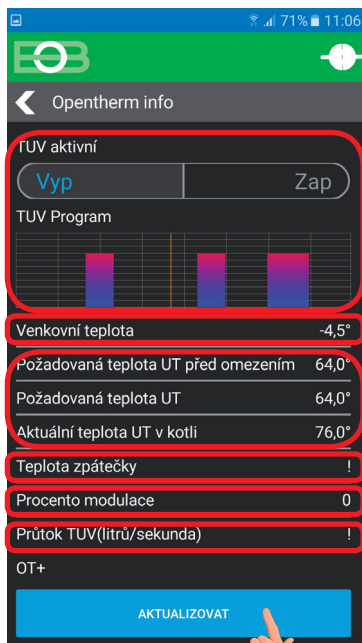 71% 11:06
EOB
Opentherm info
TUV aktivní
Vyp Zap
TUV Program
Venkovní teplota -4,5°
Požadovaná teplota UT před omezením 64,0°
Požadovaná teplota UT 64,0°
Aktuální teplota UT v kotli 76,0°
Teplota zpátečky !
Procento modulace 0
Průtok TUV(litrů/sekunda) !
OT+
AKTUALIZOVAT